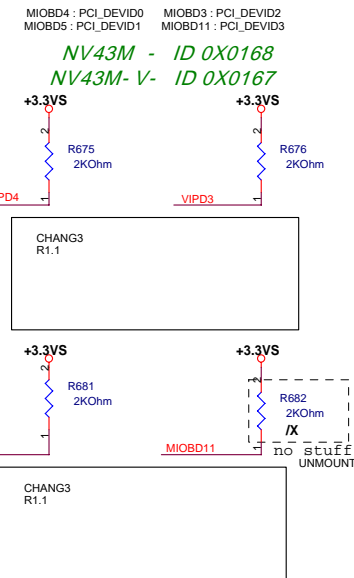 MIOBD4 : PCI_DEVID0 MIOBD3 : PCI_DEVID2
MIOBD5 : PCI_DEVID1 MIOBD11 : PCI_DEVID3
NV43M - ID 0X0168
NV43M- V- ID 0X0167
+3.3VS +3.3VS
2 2
R675 R676
2KOhm 2KOhm
1 1
PD4 VIPD3
CHANG3
R1.1
+3.3VS +3.3VS
2 2
R681 R682
2KOhm 2KOhm
/X
1 1
MIOBD11 no stuff
UNMOUNT
CHANG3
R1.1